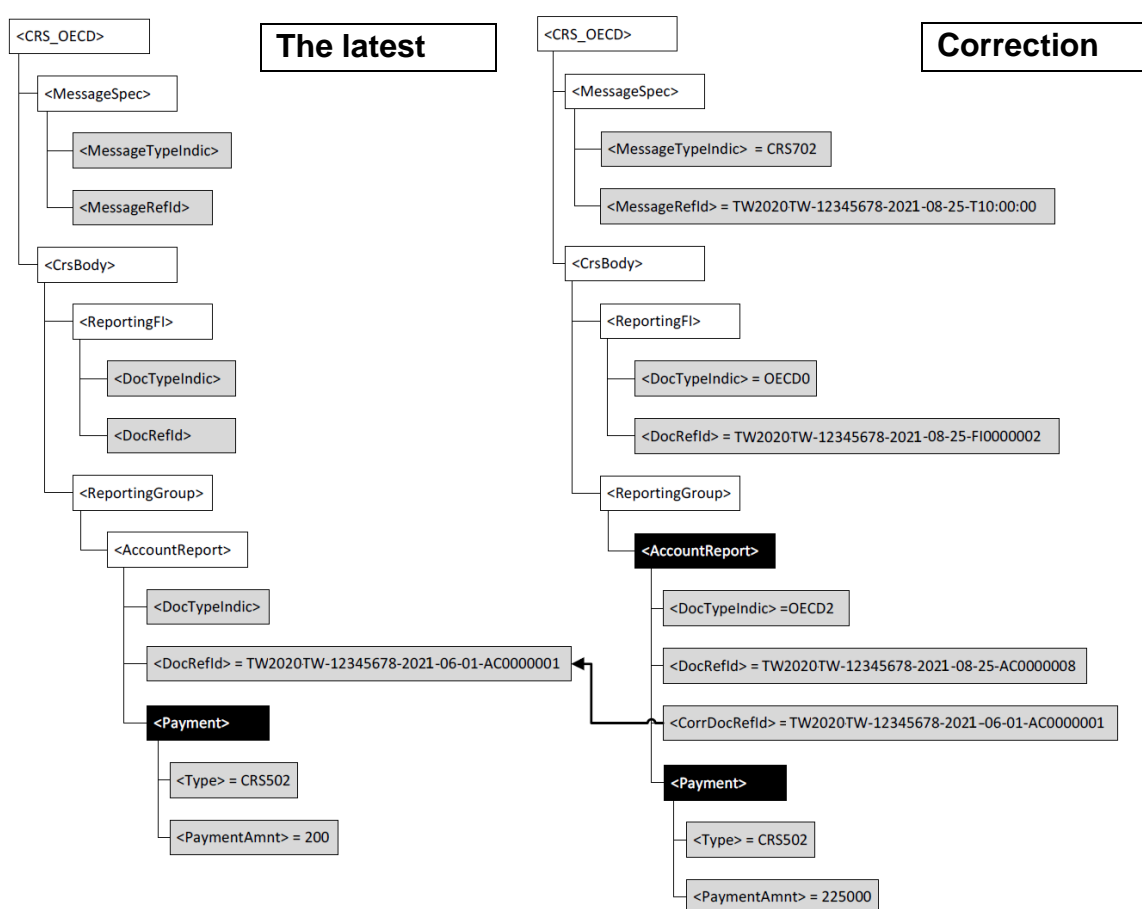 The latest
<CRS_OECD>
<MessageSpec>
<MessageTypeIndic>
<MessageRefId>
<CrsBody>
<ReportingFI>
<DocTypeIndic>
<DocRefId>
<ReportingGroup>
<AccountReport>
<DocTypeIndic>
<DocRefId> = TW2020TW-12345678-2021-06-01-AC0000001
<Payment>
<Type> = CRS502
<PaymentAmnt> = 200
Correction
<CRS_OECD>
<MessageSpec>
<MessageTypeIndic> = CRS702
<MessageRefId> = TW2020TW-12345678-2021-08-25-T10:00:00
<CrsBody>
<ReportingFI>
<DocTypeIndic> = OECD0
<DocRefId> = TW2020TW-12345678-2021-08-25-FI0000002
<ReportingGroup>
<AccountReport>
<DocTypeIndic> =OECD2
<DocRefId> = TW2020TW-12345678-2021-08-25-AC0000008
<CorrDocRefId> = TW2020TW-12345678-2021-06-01-AC0000001
<Payment>
<Type> = CRS502
<PaymentAmnt> = 225000